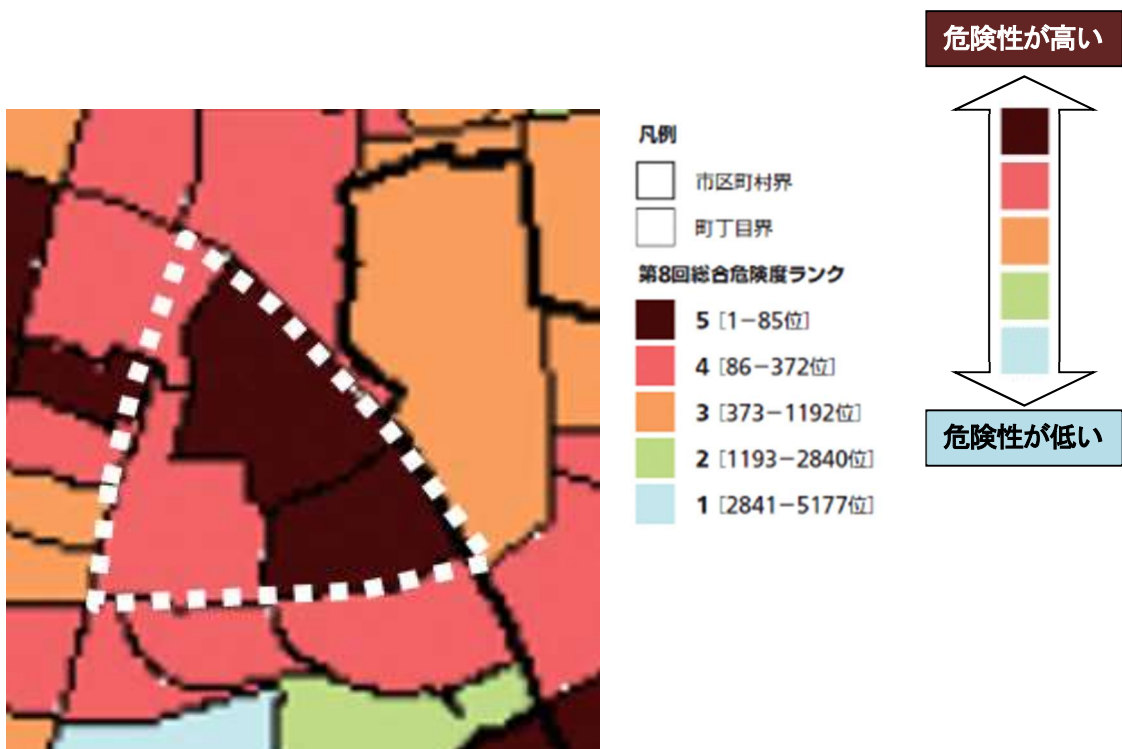 危険性が高い
凡例
市区町村界
町丁目界
第8回総合危険度ランク
5 [1−85位]
4 [86−372位]
3 [373−1192位]
2 [1193−2840位]
1 [2841−5177位]
危険性が低い